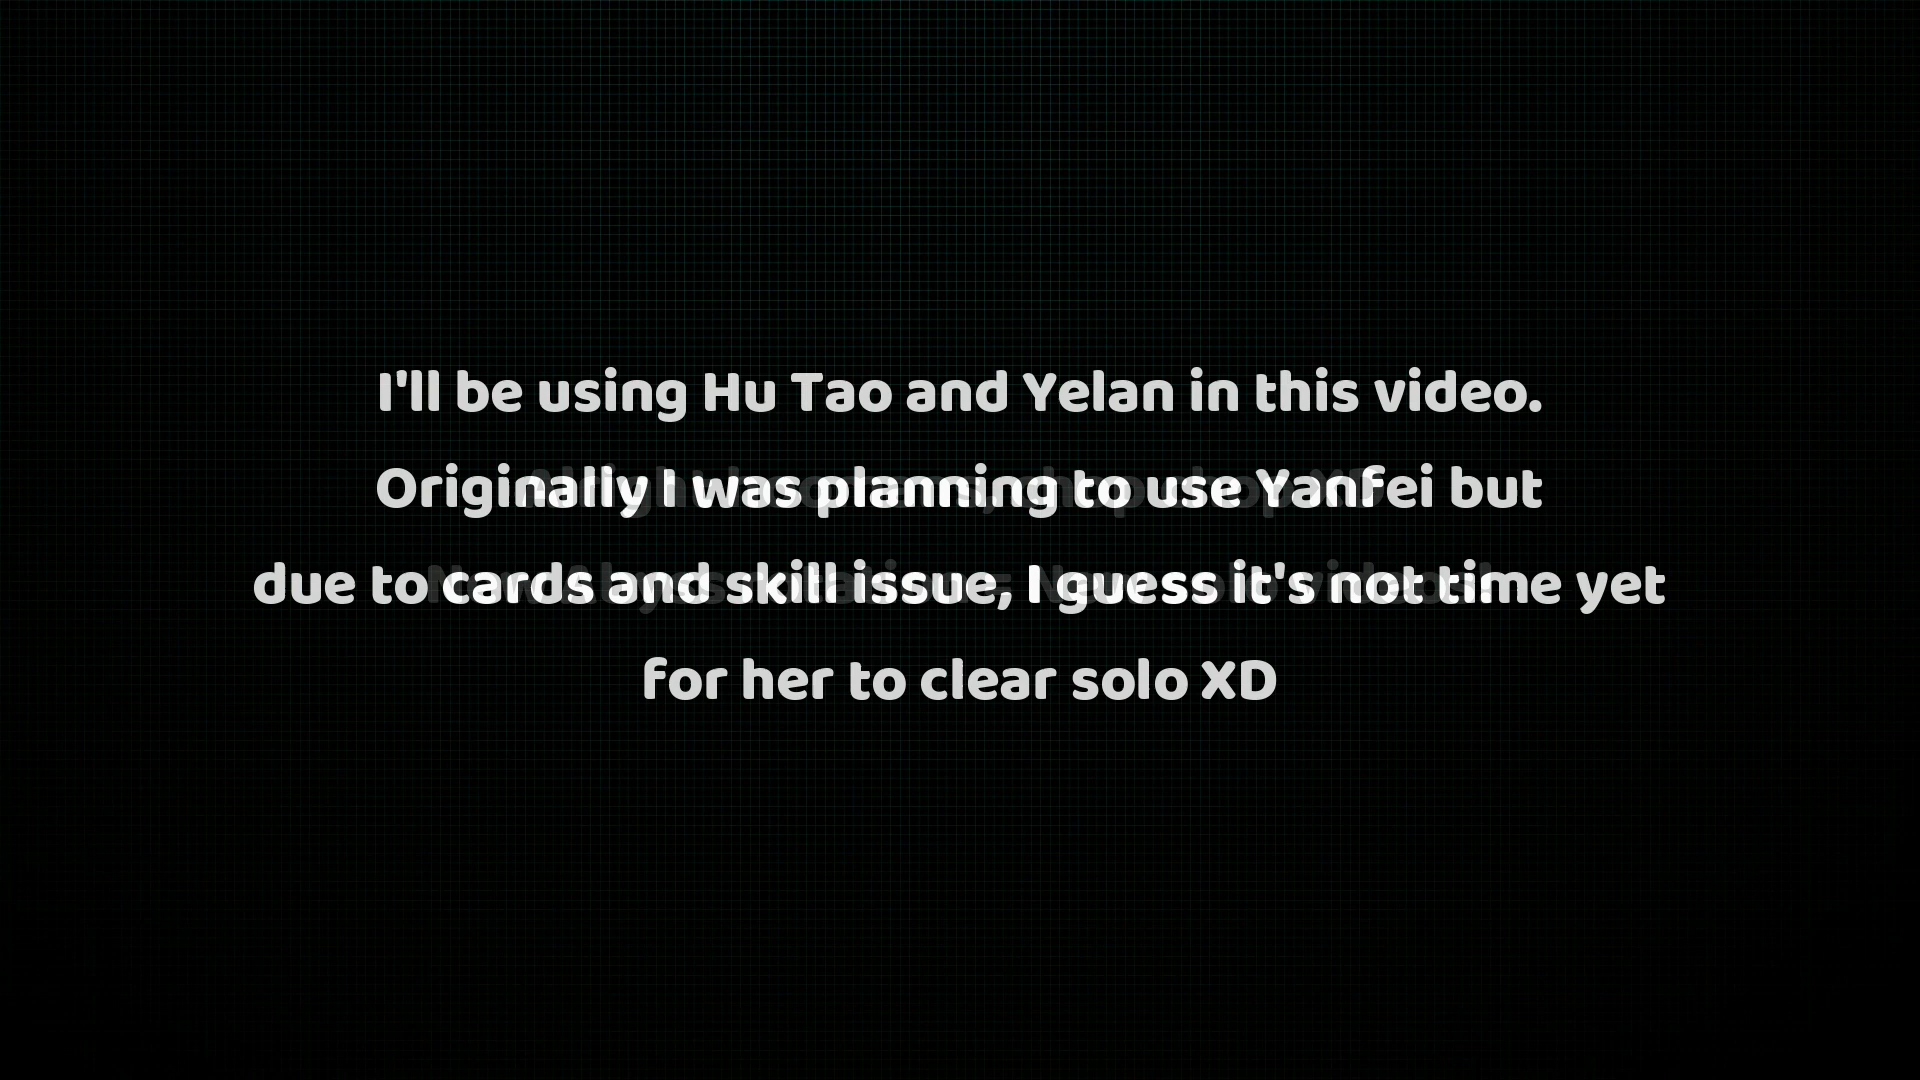 I'll be using Hu Tao and Yelan in this video.
Originally I was planning to use Yanfei but
due to cards and skill issue, I guess it's not time yet
for her to clear solo XD